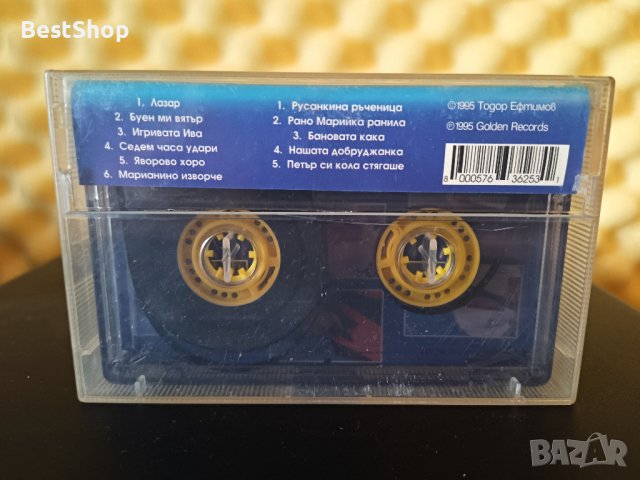 BestShop
1. Лазар
2. Буен ми вятър
3. Игривата Ива
4. Седем часа удари
5. Яворово хоро
6. Марианино изворче
1. Русанкина ръченица
2. Рано Марийка ранила
3. Бановата кака
4. Нашата добруджанка
5. Петър си кола стягаше
©1995 Тодор Ефтимов
℗1995 Golden Records
8 000576 362531
BAZAR